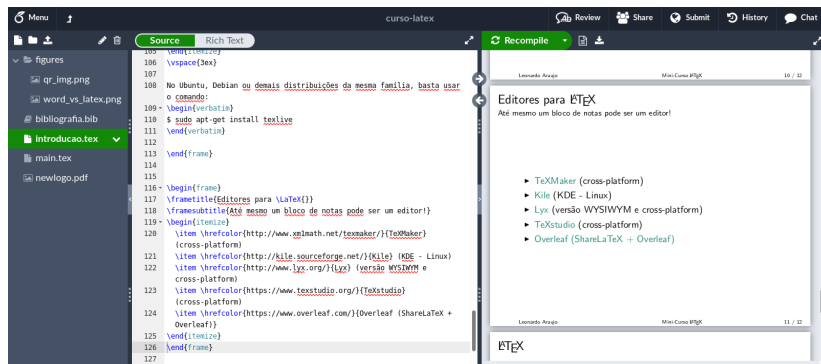 Menu
curso-latex
Review
Share
Submit
History
Chat
Source
Rich Text
Recompile
figures
qr_img.png
word_vs_latex.png
bibliografia.bib
introducao.tex
main.tex
newlogo.pdf
105 \end{itemize}
106 \vspace{3ex}
107
108 No Ubuntu, Debian ou demais distribuições da mesma família, basta usar
o comando:
109 \begin{verbatim}
110 $ sudo apt-get install texlive
111 \end{verbatim}
112
113 \end{frame}
114
115
116 \begin{frame}
117 \frametitle{Editores para \LaTeX{}}
118 \framesubtitle{Até mesmo um bloco de notas pode ser um editor!}
119 \begin{itemize}
120 \item \hrefcolor{http://www.xm1math.net/texmaker/}{TeXMaker}
(cross-platform)
121 \item \hrefcolor{http://kile.sourceforge.net/}{Kile} (KDE - Linux)
122 \item \hrefcolor{http://www.lyx.org/}{Lyx} (versão WYSIWYM e
cross-platform)
123 \item \hrefcolor{https://www.texstudio.org/}{TeXstudio}
(cross-platform)
124 \item \hrefcolor{https://www.overleaf.com/}{Overleaf (ShareLaTeX +
Overleaf)}
125 \end{itemize}
126 \end{frame}
127
Leonardo Araujo Mini-Curso LATEX 10 / 12
Editores para LATEX
Até mesmo um bloco de notas pode ser um editor!
► TeXMaker (cross-platform)
► Kile (KDE - Linux)
► Lyx (versão WYSIWYM e cross-platform)
► TeXstudio (cross-platform)
► Overleaf (ShareLaTeX + Overleaf)
Leonardo Araujo Mini-Curso LATEX 11 / 12
LATEX